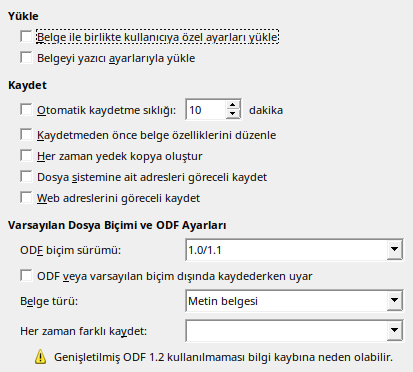 Yükle
Belge ile birlikte kullanıcıya özel ayarları yükle
Belgeyi yazıcı ayarlarıyla yükle
Kaydet
Otomatik kaydetme sıklığı: 10 dakika
Kaydetmeden önce belge özelliklerini düzenle
Her zaman yedek kopya oluştur
Dosya sistemine ait adresleri göreceli kaydet
Web adreslerini göreceli kaydet
Varsayılan Dosya Biçimi ve ODF Ayarları
ODF biçim sürümü: 1.0/1.1
ODF veya varsayılan biçim dışında kaydederken uyar
Belge türü: Metin belgesi
Her zaman farklı kaydet:
Genişletilmiş ODF 1.2 kullanılmaması bilgi kaybına neden olabilir.